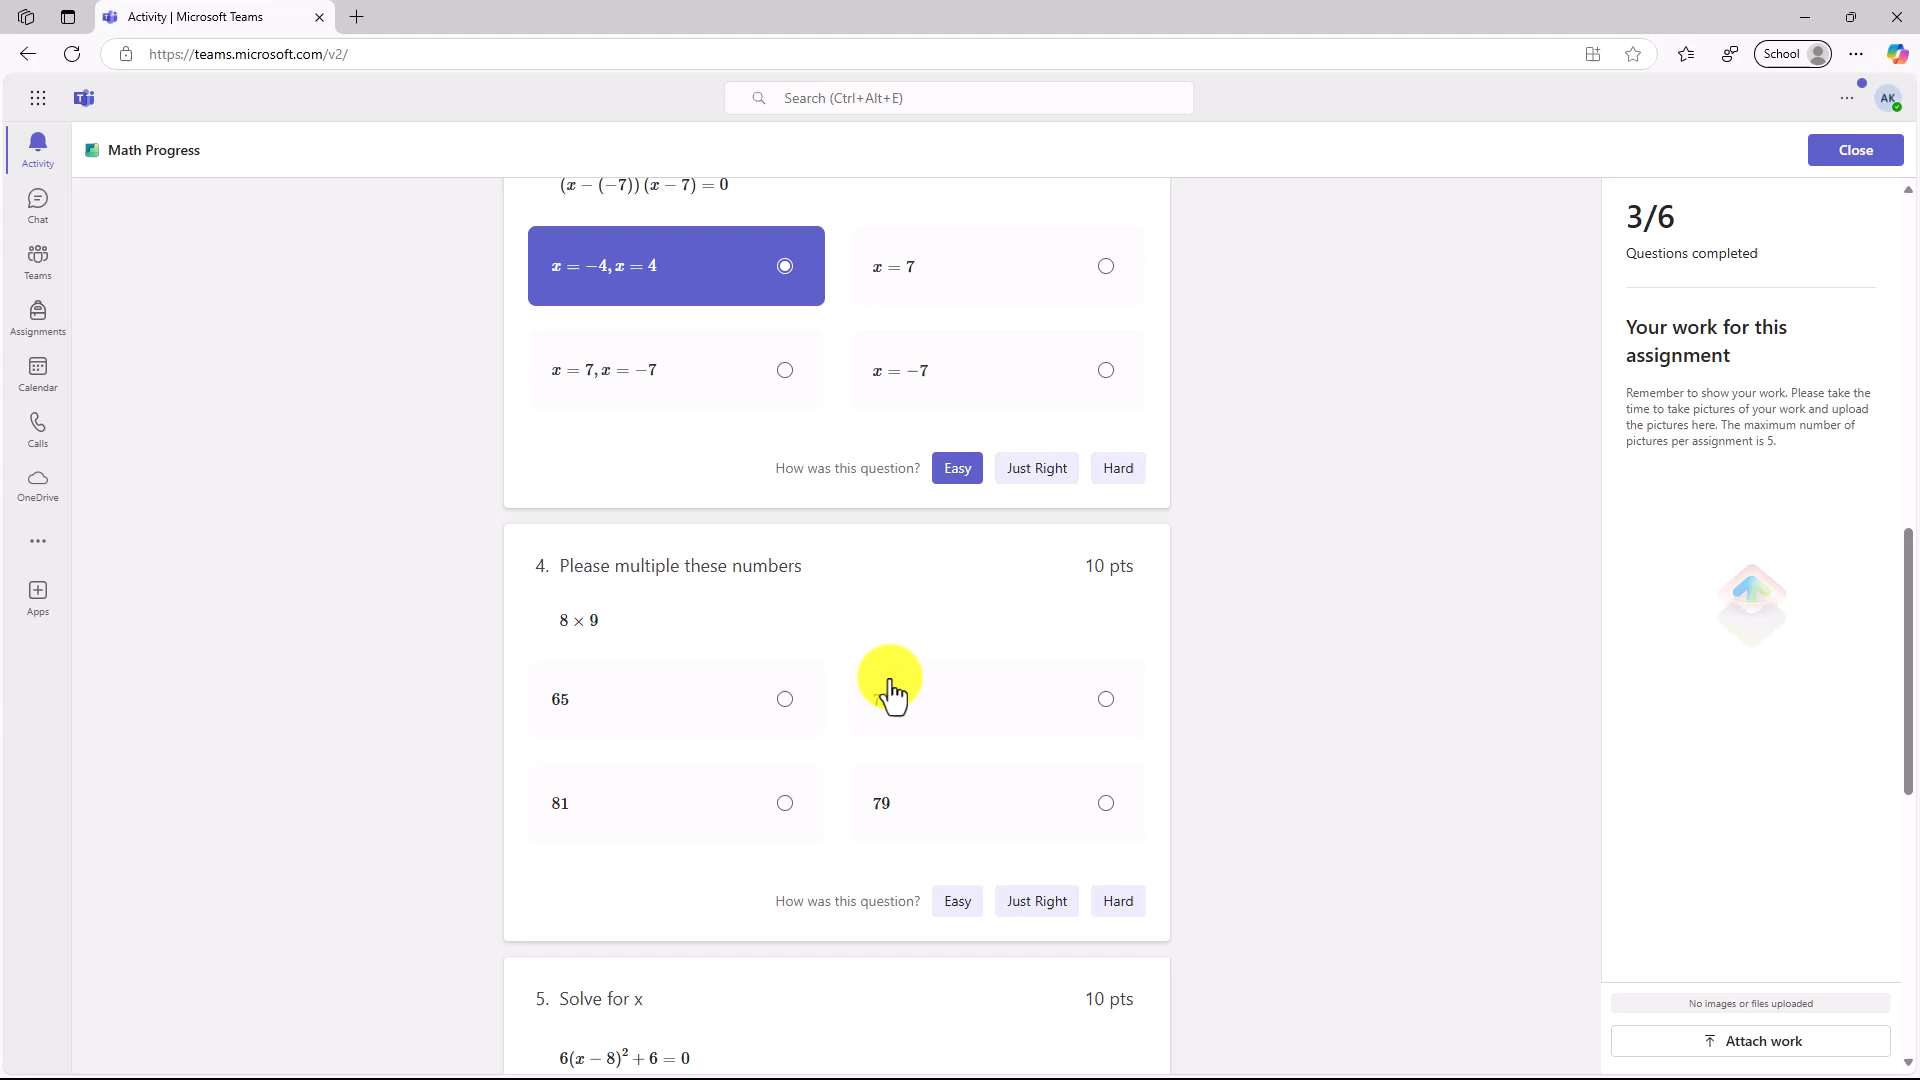 Activity | Microsoft Teams
https://teams.microsoft.com/v2/
School
Search (Ctrl+Alt+E)
AK
Activity
Chat
Teams
Assignments
Calendar
Calls
OneDrive
Apps
Math Progress
Close
(x − (−7)) (x − 7) = 0
x = −4, x = 4
x = 7
x = 7, x = −7
x = −7
How was this question? Easy Just Right Hard
4. Please multiple these numbers 10 pts
8 × 9
65
81
79
How was this question? Easy Just Right Hard
5. Solve for x 10 pts
6(x − 8)² + 6 = 0
3/6
Questions completed
Your work for this
assignment
Remember to show your work. Please take the
time to take pictures of your work and upload
the pictures here. The maximum number of
pictures per assignment is 5.
No images or files uploaded
Attach work